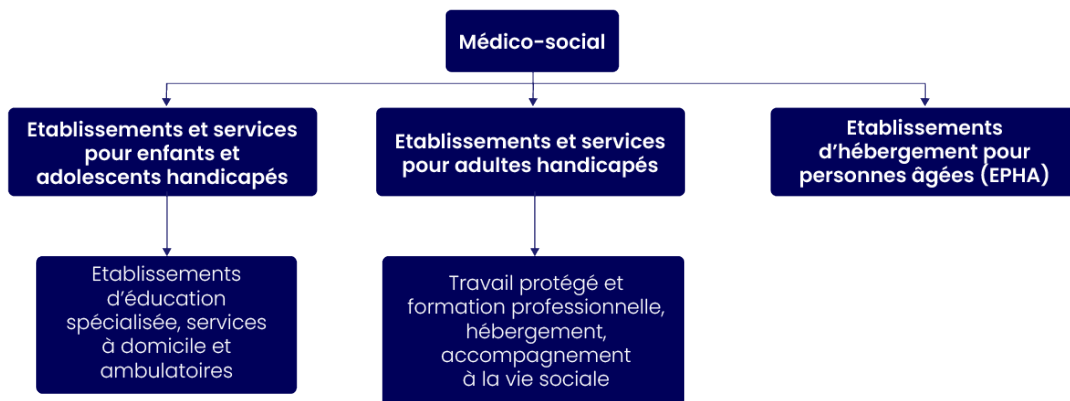 Médico-social
Etablissements et services
pour enfants et
adolescents handicapés
Etablissements et services
pour adultes handicapés
Etablissements
d'hébergement pour
personnes âgées (EPHA)
Etablissements
d'éducation
spécialisée, services
à domicile et
ambulatoires
Travail protégé et
formation professionnelle,
hébergement,
accompagnement
à la vie sociale